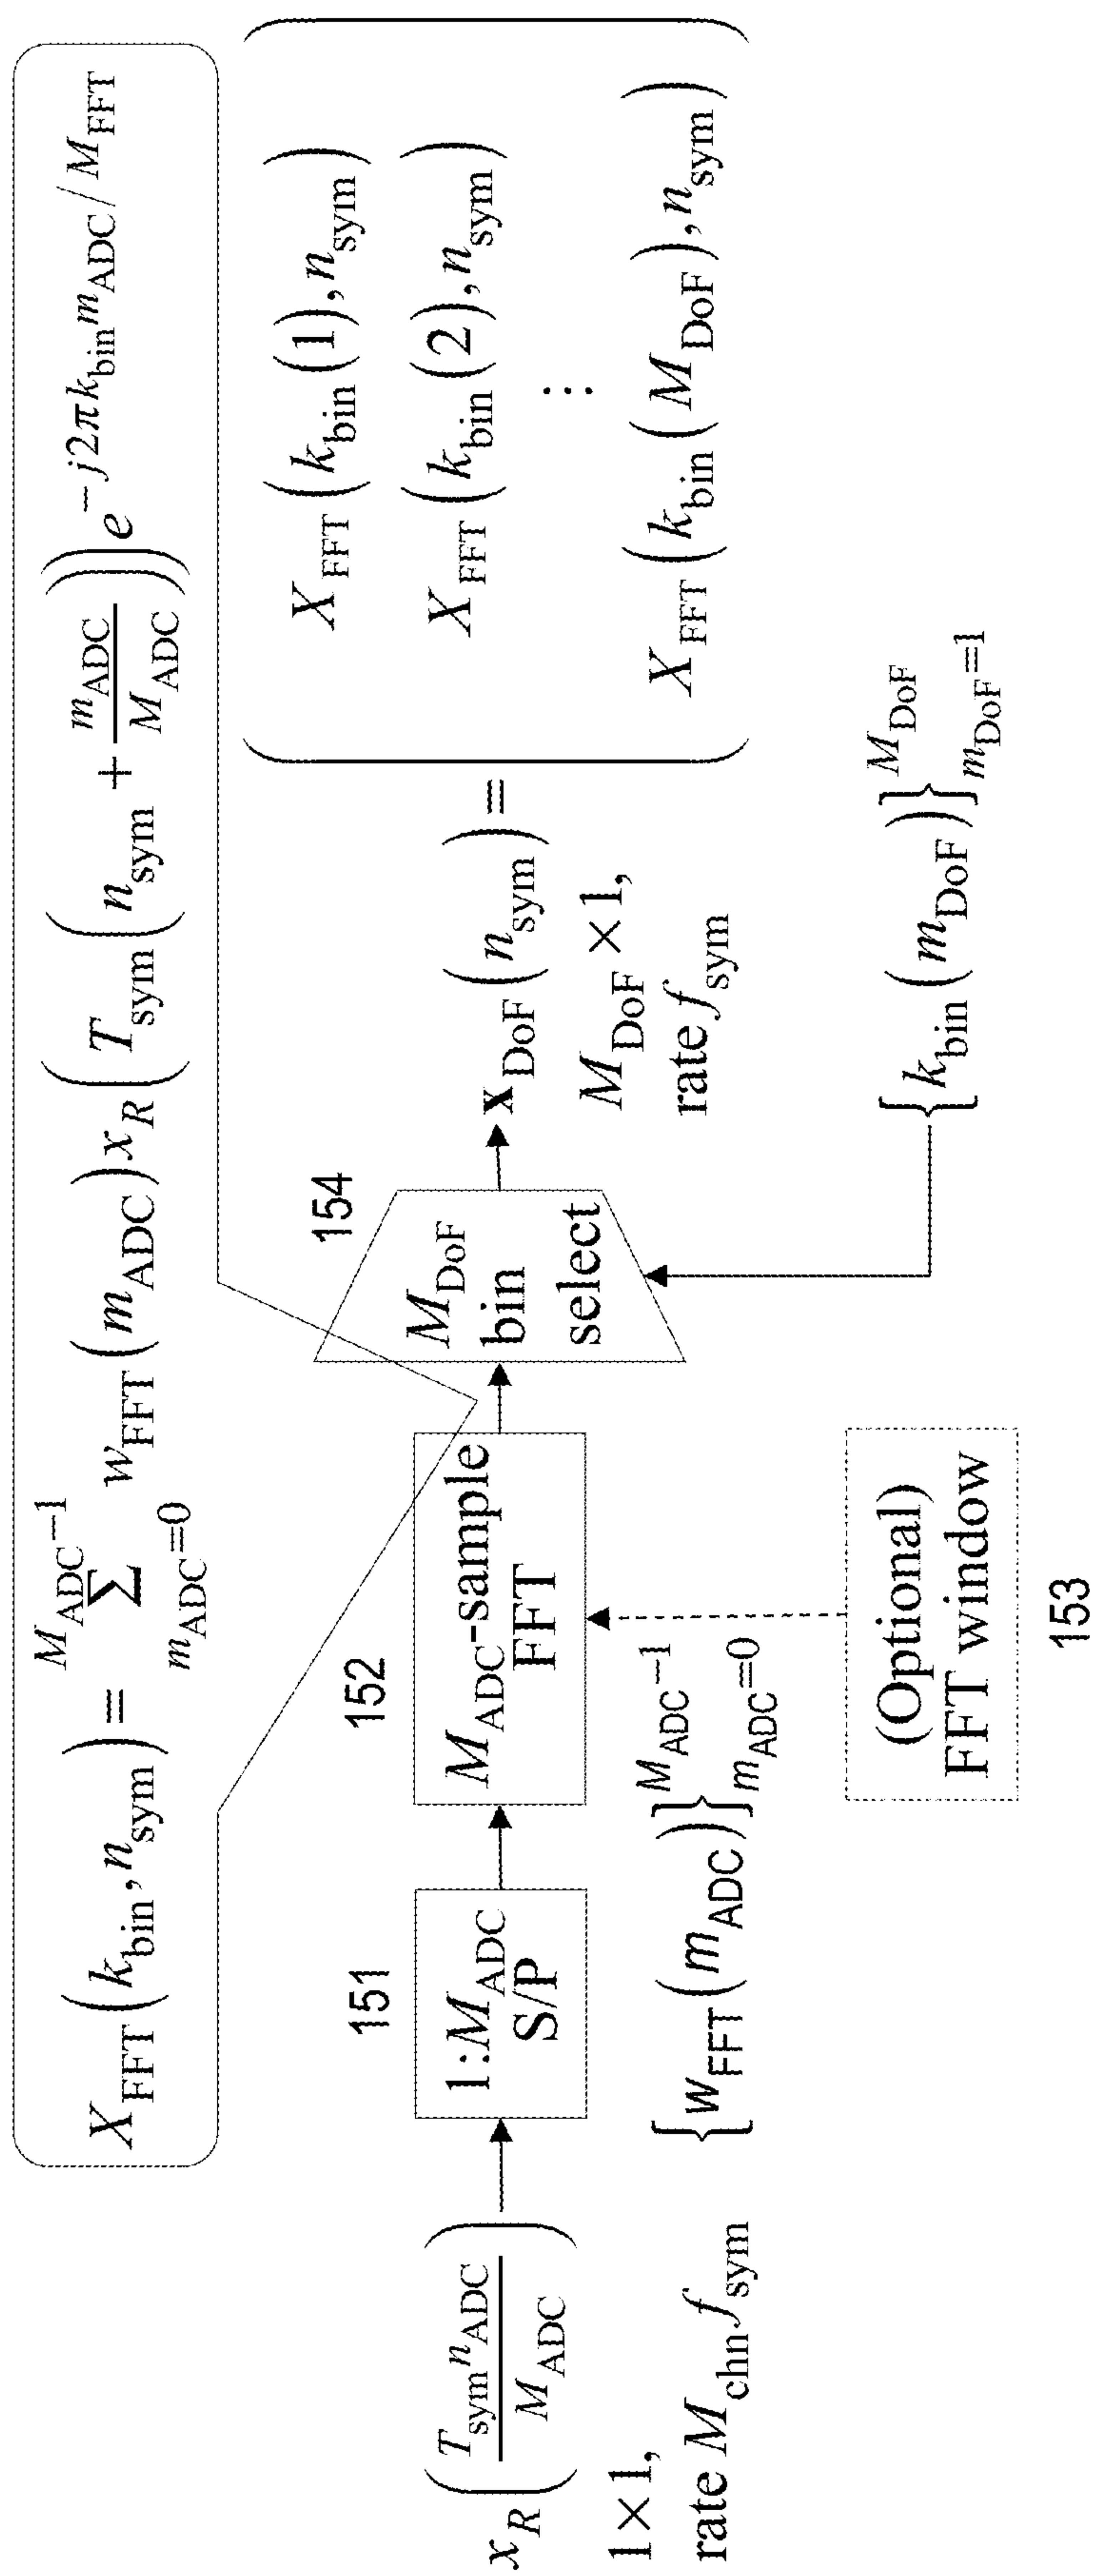 X_FFT(k_bin, n_sym) = ∑_{m_ADC=0}^{M_ADC−1} w_FFT(m_ADC) x_R(T_sym(n_sym + m_ADC/M_ADC)) e^{−j2πk_bin m_ADC/M_FFT}
x_R(T_sym n_ADC / M_ADC)
1×1,
rate M_chn f_sym
151
1:M_ADC
S/P
152
M_ADC-sample
FFT
{w_FFT(m_ADC)}_{m_ADC=0}^{M_ADC−1}
(Optional)
FFT window
153
154
M_DoF
bin
select
x_DoF(n_sym) =
M_DoF×1,
rate f_sym
X_FFT(k_bin(1), n_sym)
X_FFT(k_bin(2), n_sym)
⋮
X_FFT(k_bin(M_DoF), n_sym)
{k_bin(m_DoF)}_{m_DoF=1}^{M_DoF}